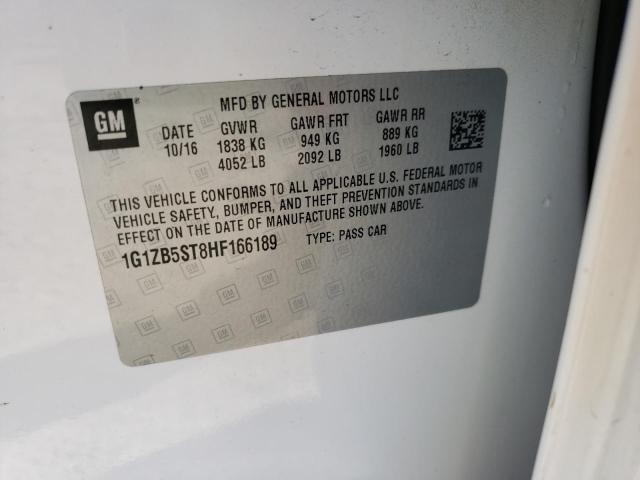 GM
MFD BY GENERAL MOTORS LLC
DATE GVWR GAWR FRT GAWR RR
10/16 1838 KG 949 KG 889 KG
4052 LB 2092 LB 1960 LB
THIS VEHICLE CONFORMS TO ALL APPLICABLE U.S. FEDERAL MOTOR
VEHICLE SAFETY, BUMPER, AND THEFT PREVENTION STANDARDS IN
EFFECT ON THE DATE OF MANUFACTURE SHOWN ABOVE.
1G1ZB5ST8HF166189 TYPE: PASS CAR